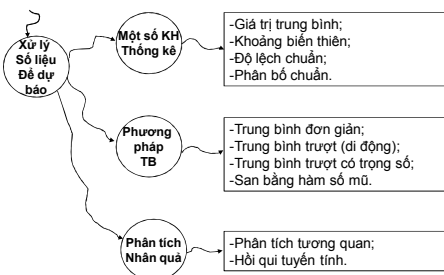 Xử lý
Số liệu
Để dự
báo
Một số KH
Thống kê
-Giá trị trung bình;
-Khoảng biến thiên;
-Độ lệch chuẩn;
-Phân bố chuẩn.
Phương
pháp
TB
-Trung bình đơn giản;
-Trung bình trượt (di động);
-Trung bình trượt có trọng số;
-San bằng hàm số mũ.
Phân tích
Nhân quả
-Phân tích tương quan;
-Hồi qui tuyến tính.